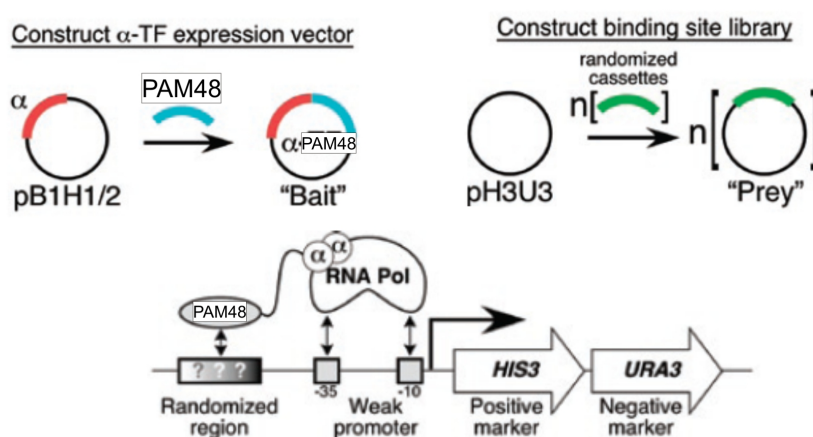 Construct α-TF expression vector
Construct binding site library
α
PAM48
pB1H1/2
α
PAM48
"Bait"
randomized
cassettes
n[ ]
pH3U3
n[ ]
"Prey"
α α
RNA Pol
PAM48
? ? ?
-35
-10
HIS3
URA3
Randomized
region
Weak
promoter
Positive
marker
Negative
marker